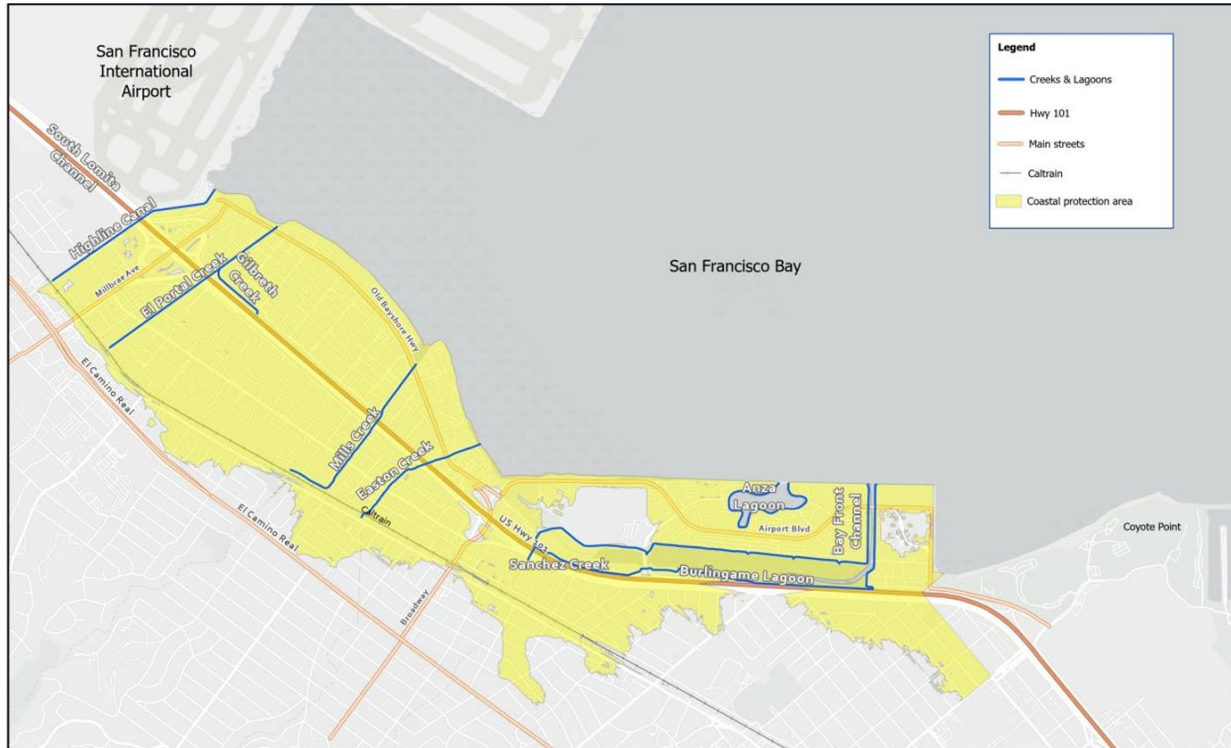 San Francisco
International
Airport
Legend
Creeks & Lagoons
Hwy 101
Main streets
Caltrain
Coastal protection area
South Lomita
Channel
Highline Canal
Millbrae Ave
El Portal Creek
Gilbreth
Creek
San Francisco Bay
Old Bayshore Hwy
El Camino Real
Mills Creek
Easton Creek
El Camino Real
Caltrain
US Hwy 101
Anza
Lagoon
Airport Blvd
Bay Front
Channel
Coyote Point
Sanchez Creek
Burlingame Lagoon
Broadway